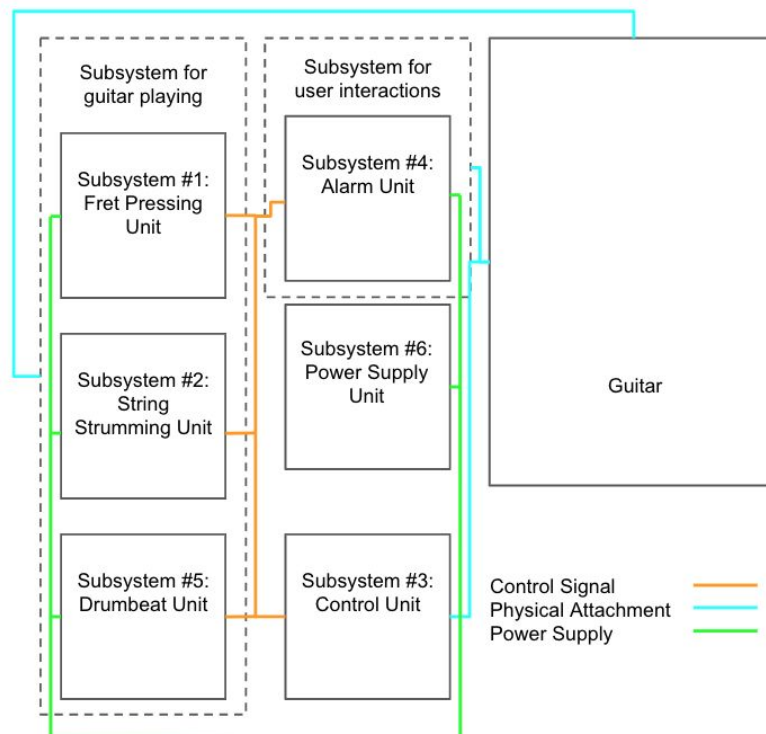 Subsystem for
guitar playing
Subsystem #1:
Fret Pressing
Unit
Subsystem #2:
String
Strumming Unit
Subsystem #5:
Drumbeat Unit
Subsystem for
user interactions
Subsystem #4:
Alarm Unit
Subsystem #6:
Power Supply
Unit
Subsystem #3:
Control Unit
Guitar
Control Signal
Physical Attachment
Power Supply